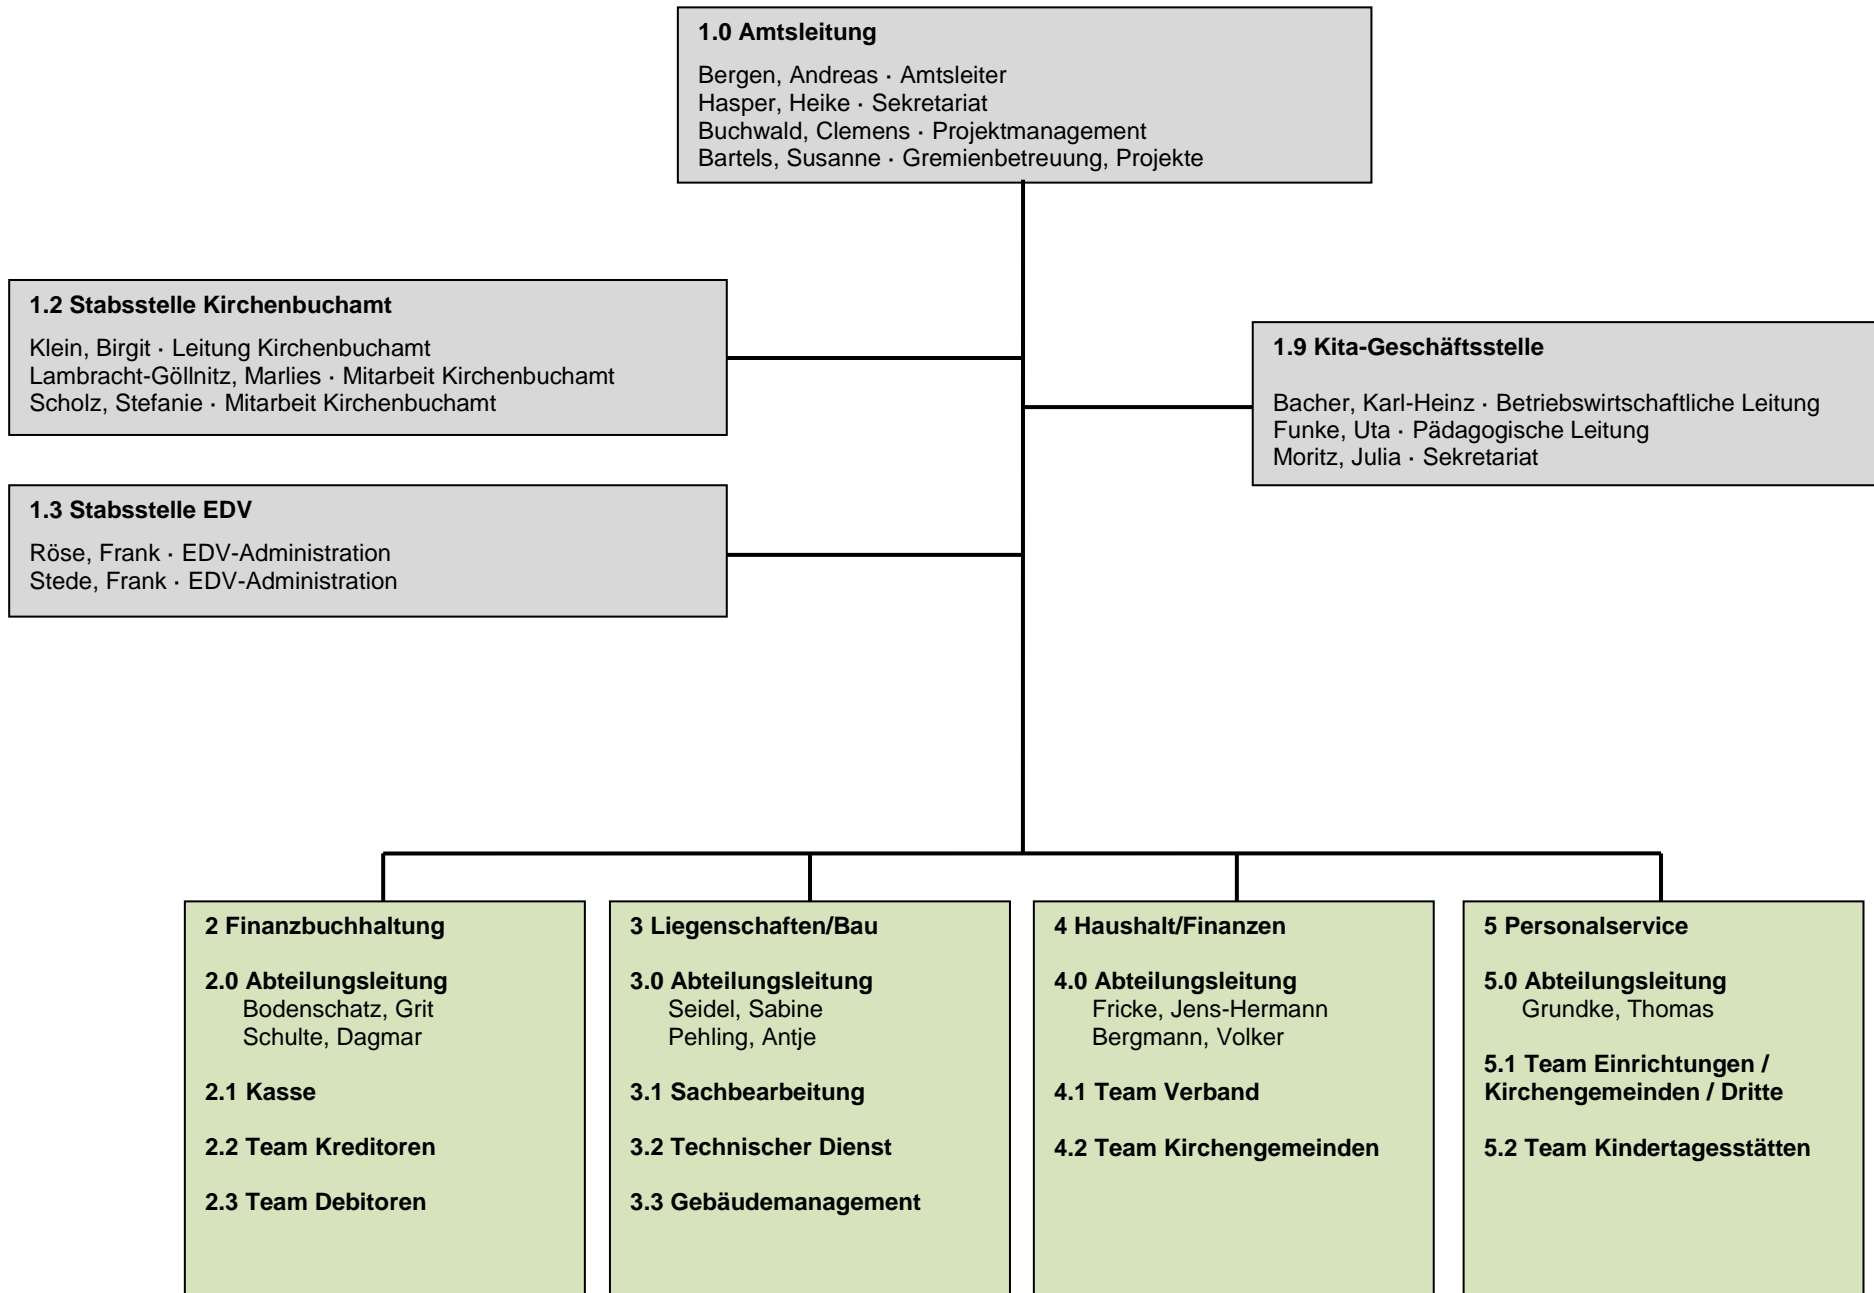 1.0 Amtsleitung
Bergen, Andreas · Amtsleiter
Hasper, Heike · Sekretariat
Buchwald, Clemens · Projektmanagement
Bartels, Susanne · Gremienbetreuung, Projekte
1.2 Stabsstelle Kirchenbuchamt
Klein, Birgit · Leitung Kirchenbuchamt
Lambracht-Göllnitz, Marlies · Mitarbeit Kirchenbuchamt
Scholz, Stefanie · Mitarbeit Kirchenbuchamt
1.9 Kita-Geschäftsstelle
Bacher, Karl-Heinz · Betriebswirtschaftliche Leitung
Funke, Uta · Pädagogische Leitung
Moritz, Julia · Sekretariat
1.3 Stabsstelle EDV
Röse, Frank · EDV-Administration
Stede, Frank · EDV-Administration
2 Finanzbuchhaltung
2.0 Abteilungsleitung
Bodenschatz, Grit
Schulte, Dagmar
2.1 Kasse
2.2 Team Kreditoren
2.3 Team Debitoren
3 Liegenschaften/Bau
3.0 Abteilungsleitung
Seidel, Sabine
Pehling, Antje
3.1 Sachbearbeitung
3.2 Technischer Dienst
3.3 Gebäudemanagement
4 Haushalt/Finanzen
4.0 Abteilungsleitung
Fricke, Jens-Hermann
Bergmann, Volker
4.1 Team Verband
4.2 Team Kirchengemeinden
5 Personalservice
5.0 Abteilungsleitung
Grundke, Thomas
5.1 Team Einrichtungen /
Kirchengemeinden / Dritte
5.2 Team Kindertagesstätten